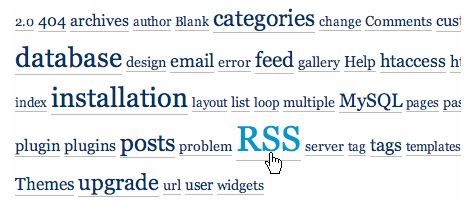 2.0 404 archives author Blank categories change Comments
database design email error feed gallery Help htaccess
index installation layout list loop multiple MySQL pages
plugin plugins posts problem RSS server tag tags templates
Themes upgrade url user widgets